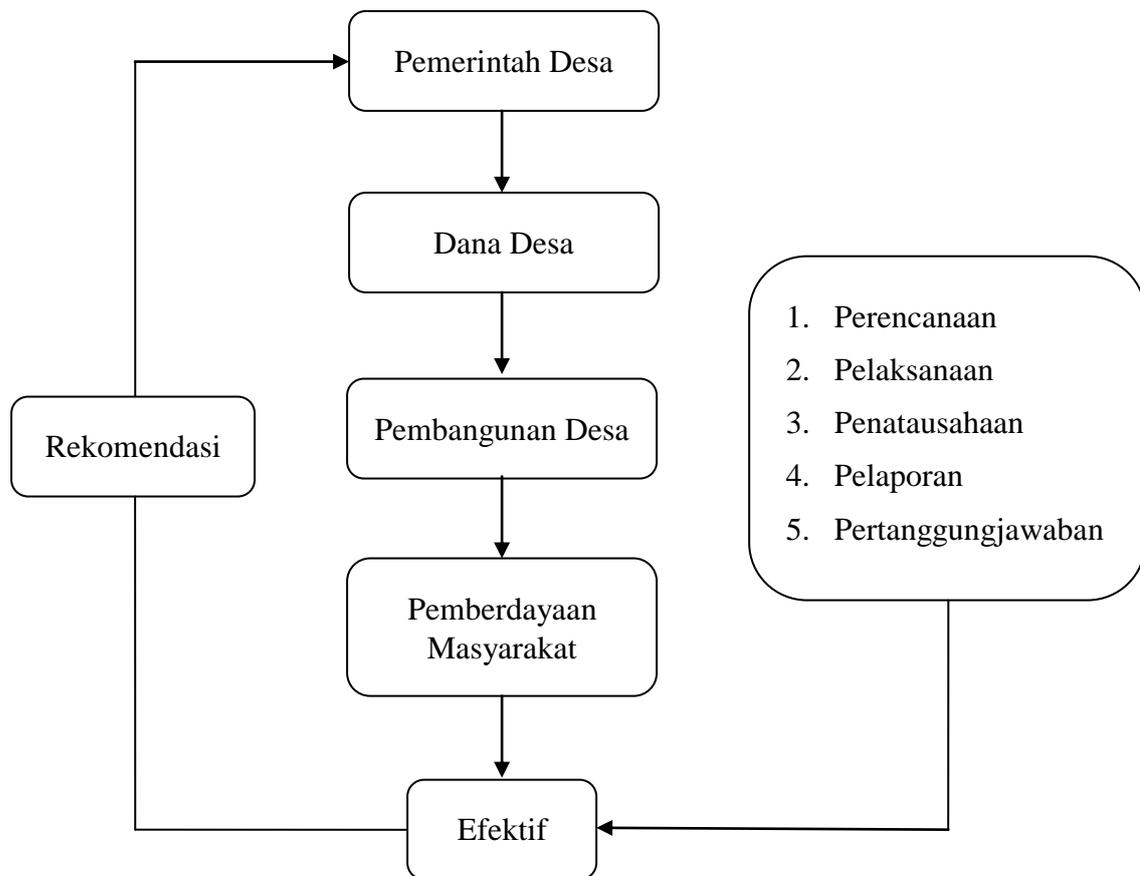 Pemerintah Desa
Dana Desa
Pembangunan Desa
Pemberdayaan
Masyarakat
Efektif
Rekomendasi
1. Perencanaan
2. Pelaksanaan
3. Penatausahaan
4. Pelaporan
5. Pertanggungjawaban